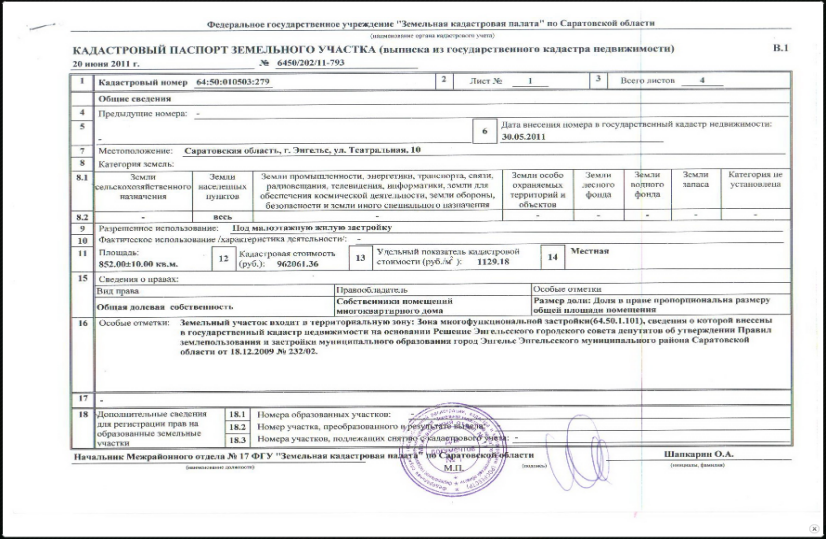 Федеральное государственное учреждение "Земельная кадастровая палата" по Саратовской области
(наименование органа кадастрового учета)
КАДАСТРОВЫЙ ПАСПОРТ ЗЕМЕЛЬНОГО УЧАСТКА (выписка из государственного кадастра недвижимости) В.1
20 июня 2011 г. № 6450/202/11-793
1 Кадастровый номер 64:50:010503:279 2 Лист № 1 3 Всего листов 4
Общие сведения
4 Предыдущие номера: -
5 - 6 Дата внесения номера в государственный кадастр недвижимости:
30.05.2011
7 Местоположение: Саратовская область, г. Энгельс, ул. Театральная, 10
8 Категория земель:
8.1 Земли сельскохозяйственного назначения Земли населенных пунктов Земли промышленности, энергетики, транспорта, связи, радиовещания, телевидения, информатики, земли для обеспечения космической деятельности, земли обороны, безопасности и земли иного специального назначения Земли особо охраняемых территорий и объектов Земли лесного фонда Земли водного фонда Земли запаса Категория не установлена
8.2 - весь - - - - - -
9 Разрешенное использование: Под малоэтажную жилую застройку
10 Фактическое использование /характеристика деятельности/: -
11 Площадь: 852.00±10.00 кв.м. 12 Кадастровая стоимость (руб.): 962061.36 13 Удельный показатель кадастровой стоимости (руб./м²): 1129.18 14 Местная
15 Сведения о правах:
Вид права Правообладатель Особые отметки
Общая долевая собственность Собственники помещений многоквартирного дома Размер доли: Доля в праве пропорциональна размеру общей площади помещения
16 Особые отметки: Земельный участок входит в территориальную зону: Зона многофункциональной застройки(64.50.1.101), сведения о которой внесены
в государственный кадастр недвижимости на основании Решение Энгельсского городского совета депутатов об утверждении Правил
землепользования и застройки муниципального образования город Энгельс Энгельсского муниципального района Саратовской
области от 18.12.2009 № 232/02.
17 -
18 Дополнительные сведения для регистрации прав на образованные земельные участки
18.1 Номера образованных участков: -
18.2 Номер участка, преобразованного в результате выдела: -
18.3 Номера участков, подлежащих снятию с кадастрового учета: -
Начальник Межрайонного отдела № 17 ФГУ "Земельная кадастровая палата" по Саратовской области Шапкарин О.А.
(наименование должности) М.П. (подпись) (инициалы, фамилия)